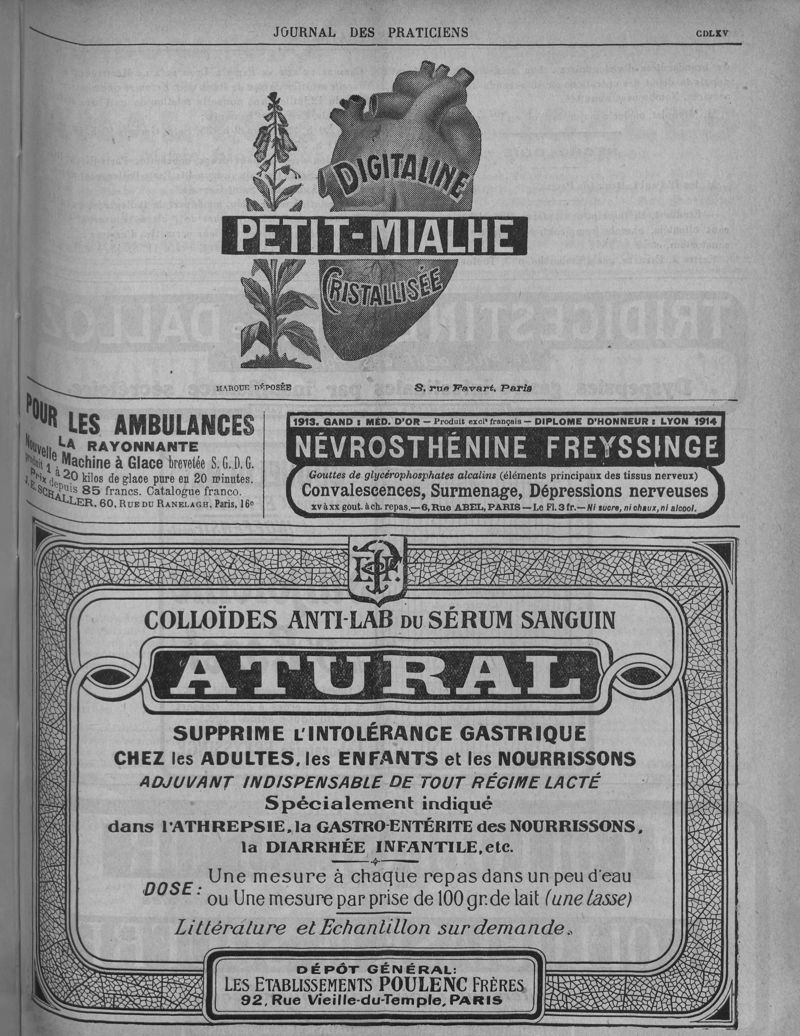 JOURNAL DES PRATICIENS
CDLXV
DIGITALINE
PETIT-MIALHE
CRISTALLISÉE
MARQUE DÉPOSÉE
8, rue Favart, Paris
POUR LES AMBULANCES
LA RAYONNANTE
Nouvelle Machine à Glace brevetée S. G. D. G.
Produit 1 à 20 kilos de glace pure en 20 minutes.
Prix depuis 85 francs. Catalogue franco.
J. E. SCHALLER, 60, RUE DU RANELAGH, Paris, 16e
1913. GAND : MÉD. D'OR — Produit exclt français — DIPLOME D'HONNEUR : LYON 1914
NÉVROSTHÉNINE FREYSSINGE
Gouttes de glycérophosphates alcalins (éléments principaux des tissus nerveux)
Convalescences, Surmenage, Dépressions nerveuses
XV à XX gout. à ch. repas.—6, Rue ABEL, PARIS—Le Fl. 3 fr.—Ni sucre, ni chaux, ni alcool.
EPF
COLLOÏDES ANTI-LAB DU SÉRUM SANGUIN
ATURAL
SUPPRIME L'INTOLÉRANCE GASTRIQUE
CHEZ les ADULTES, les ENFANTS et les NOURRISSONS
ADJUVANT INDISPENSABLE DE TOUT RÉGIME LACTÉ
Spécialement indiqué
dans l'ATHREPSIE, la GASTRO-ENTÉRITE des NOURRISSONS,
la DIARRHÉE INFANTILE, etc.
DOSE: Une mesure à chaque repas dans un peu d'eau
ou Une mesure par prise de 100 gr. de lait (une tasse)
Littérature et Echantillon sur demande.
DÉPÔT GÉNÉRAL:
LES ETABLISSEMENTS POULENC FRÈRES
92, Rue Vieille-du-Temple, PARIS